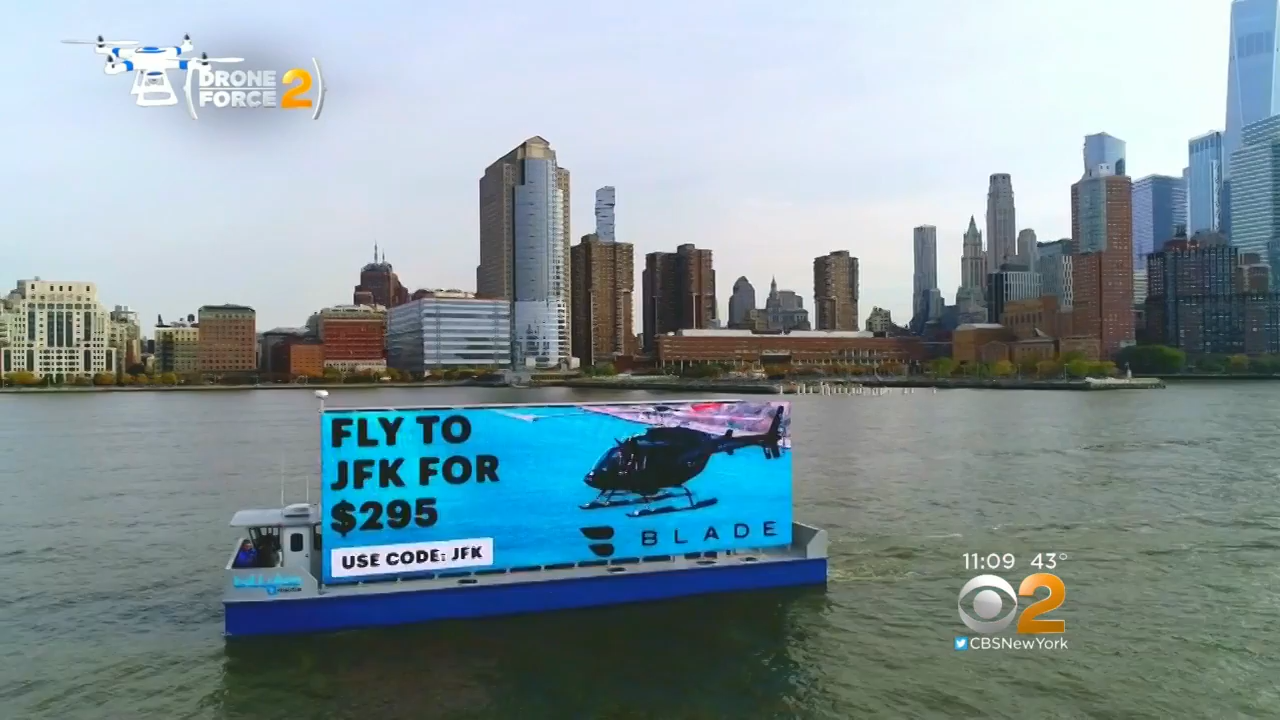 DRONE
FORCE 2
FLY TO
JFK FOR
$295
USE CODE: JFK
BLADE
11:09 43°
2
CBSNewYork